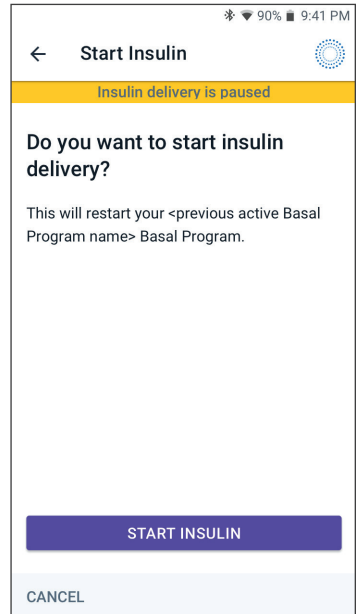 90% 9:41 PM
Start Insulin
Insulin delivery is paused
Do you want to start insulin
delivery?
This will restart your <previous active Basal
Program name> Basal Program.
START INSULIN
CANCEL